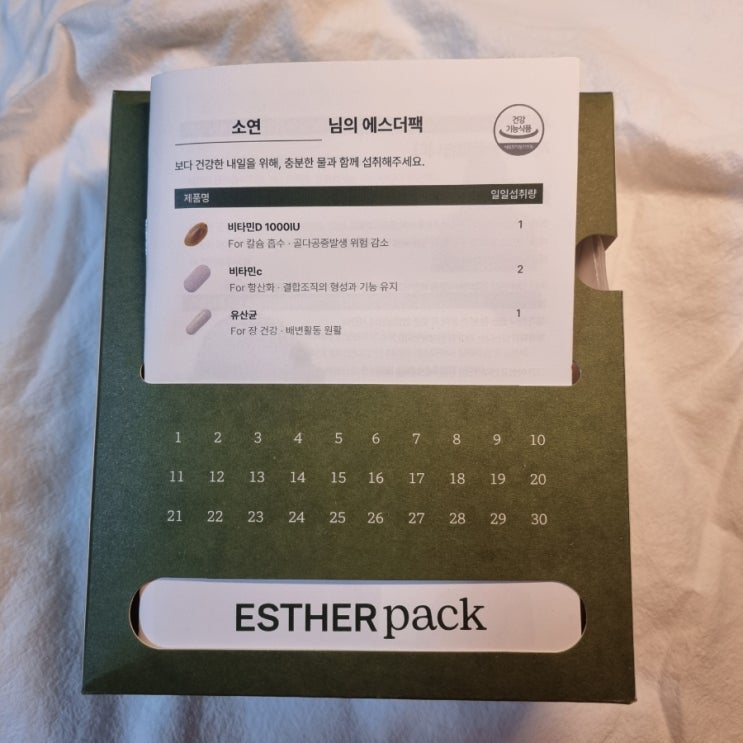 소연 님의 에스더팩
건강
기능식품
보다 건강한 내일을 위해, 충분한 물과 함께 섭취해주세요.
제품명 일일섭취량
비타민D 1000IU 1
For 칼슘 흡수 · 골다공증발생 위험 감소
비타민c 2
For 항산화 · 결합조직의 형성과 기능 유지
유산균 1
For 장 건강 · 배변활동 원활
1 2 3 4 5 6 7 8 9 10
11 12 13 14 15 16 17 18 19 20
21 22 23 24 25 26 27 28 29 30
ESTHER pack